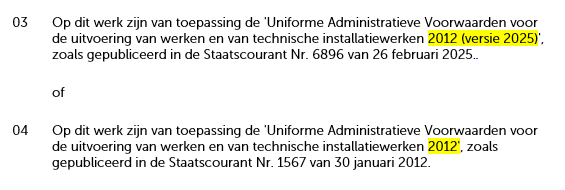 03 Op dit werk zijn van toepassing de 'Uniforme Administratieve Voorwaarden voor
de uitvoering van werken en van technische installatiewerken 2012 (versie 2025)',
zoals gepubliceerd in de Staatscourant Nr. 6896 van 26 februari 2025..
of
04 Op dit werk zijn van toepassing de 'Uniforme Administratieve Voorwaarden voor
de uitvoering van werken en van technische installatiewerken 2012', zoals
gepubliceerd in de Staatscourant Nr. 1567 van 30 januari 2012.